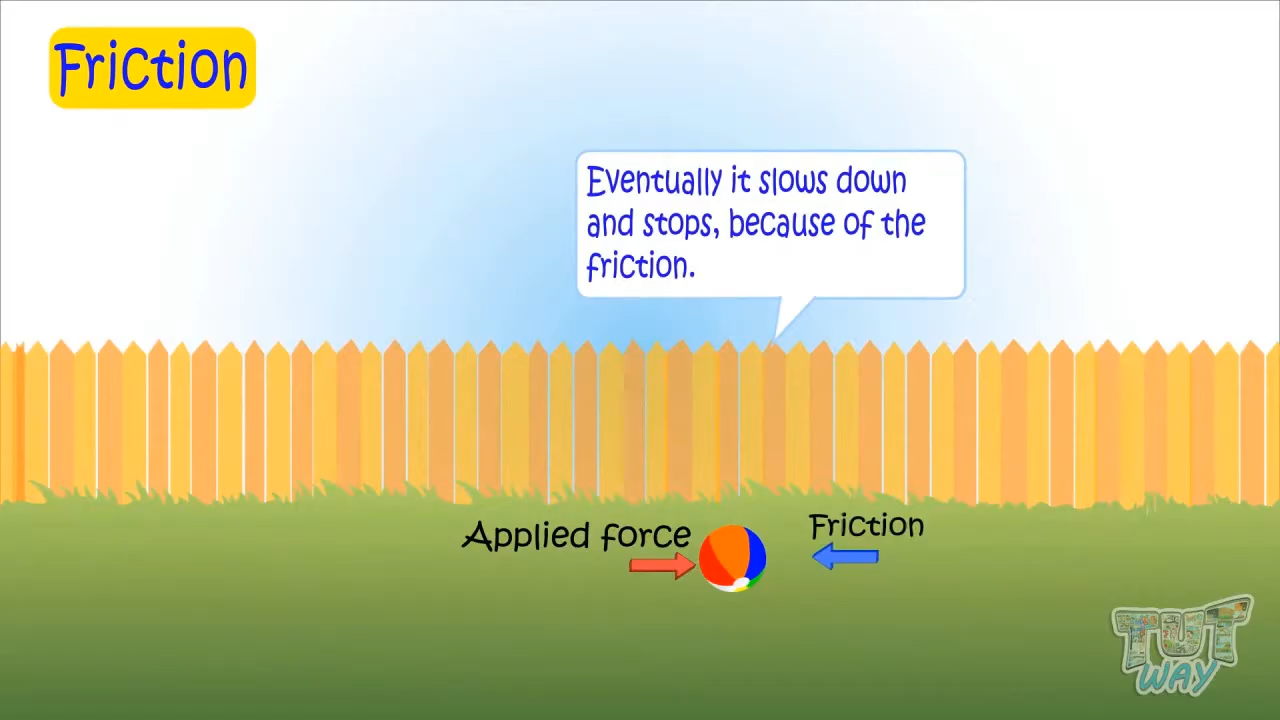 Friction
Eventually it slows down
and stops, because of the
friction.
Applied force
Friction
TUT
WAY